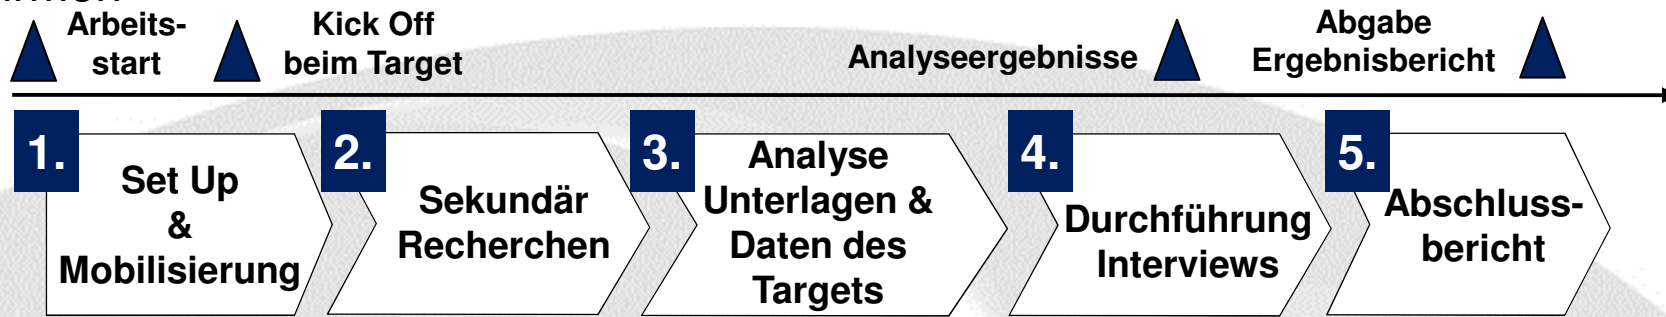 Arbeits-
start
Kick Off
beim Target
Analyseergebnisse
Abgabe
Ergebnisbericht
1.
Set Up
&
Mobilisierung
2.
Sekundär
Recherchen
3.
Analyse
Unterlagen &
Daten des
Targets
4.
Durchführung
Interviews
5.
Abschluss-
bericht